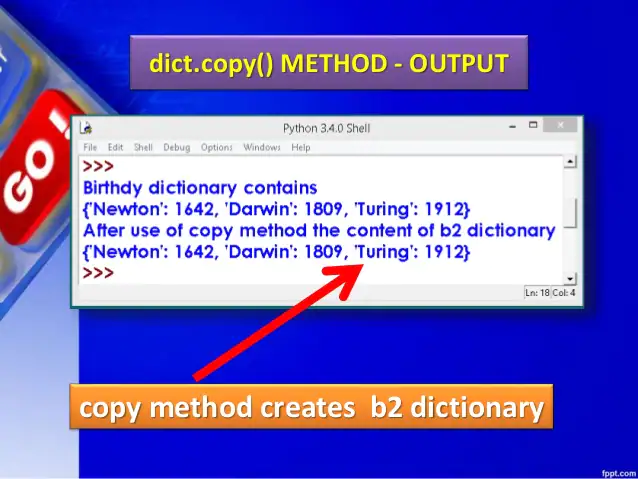 dict.copy() METHOD - OUTPUT
GO!
Python 3.4.0 Shell
File Edit Shell Debug Options Windows Help
>>>
Birthdy dictionary contains
{'Newton': 1642, 'Darwin': 1809, 'Turing': 1912}
After use of copy method the content of b2 dictionary
{'Newton': 1642, 'Darwin': 1809, 'Turing': 1912}
>>>
Ln: 18 Col: 4
copy method creates b2 dictionary
fppt.com